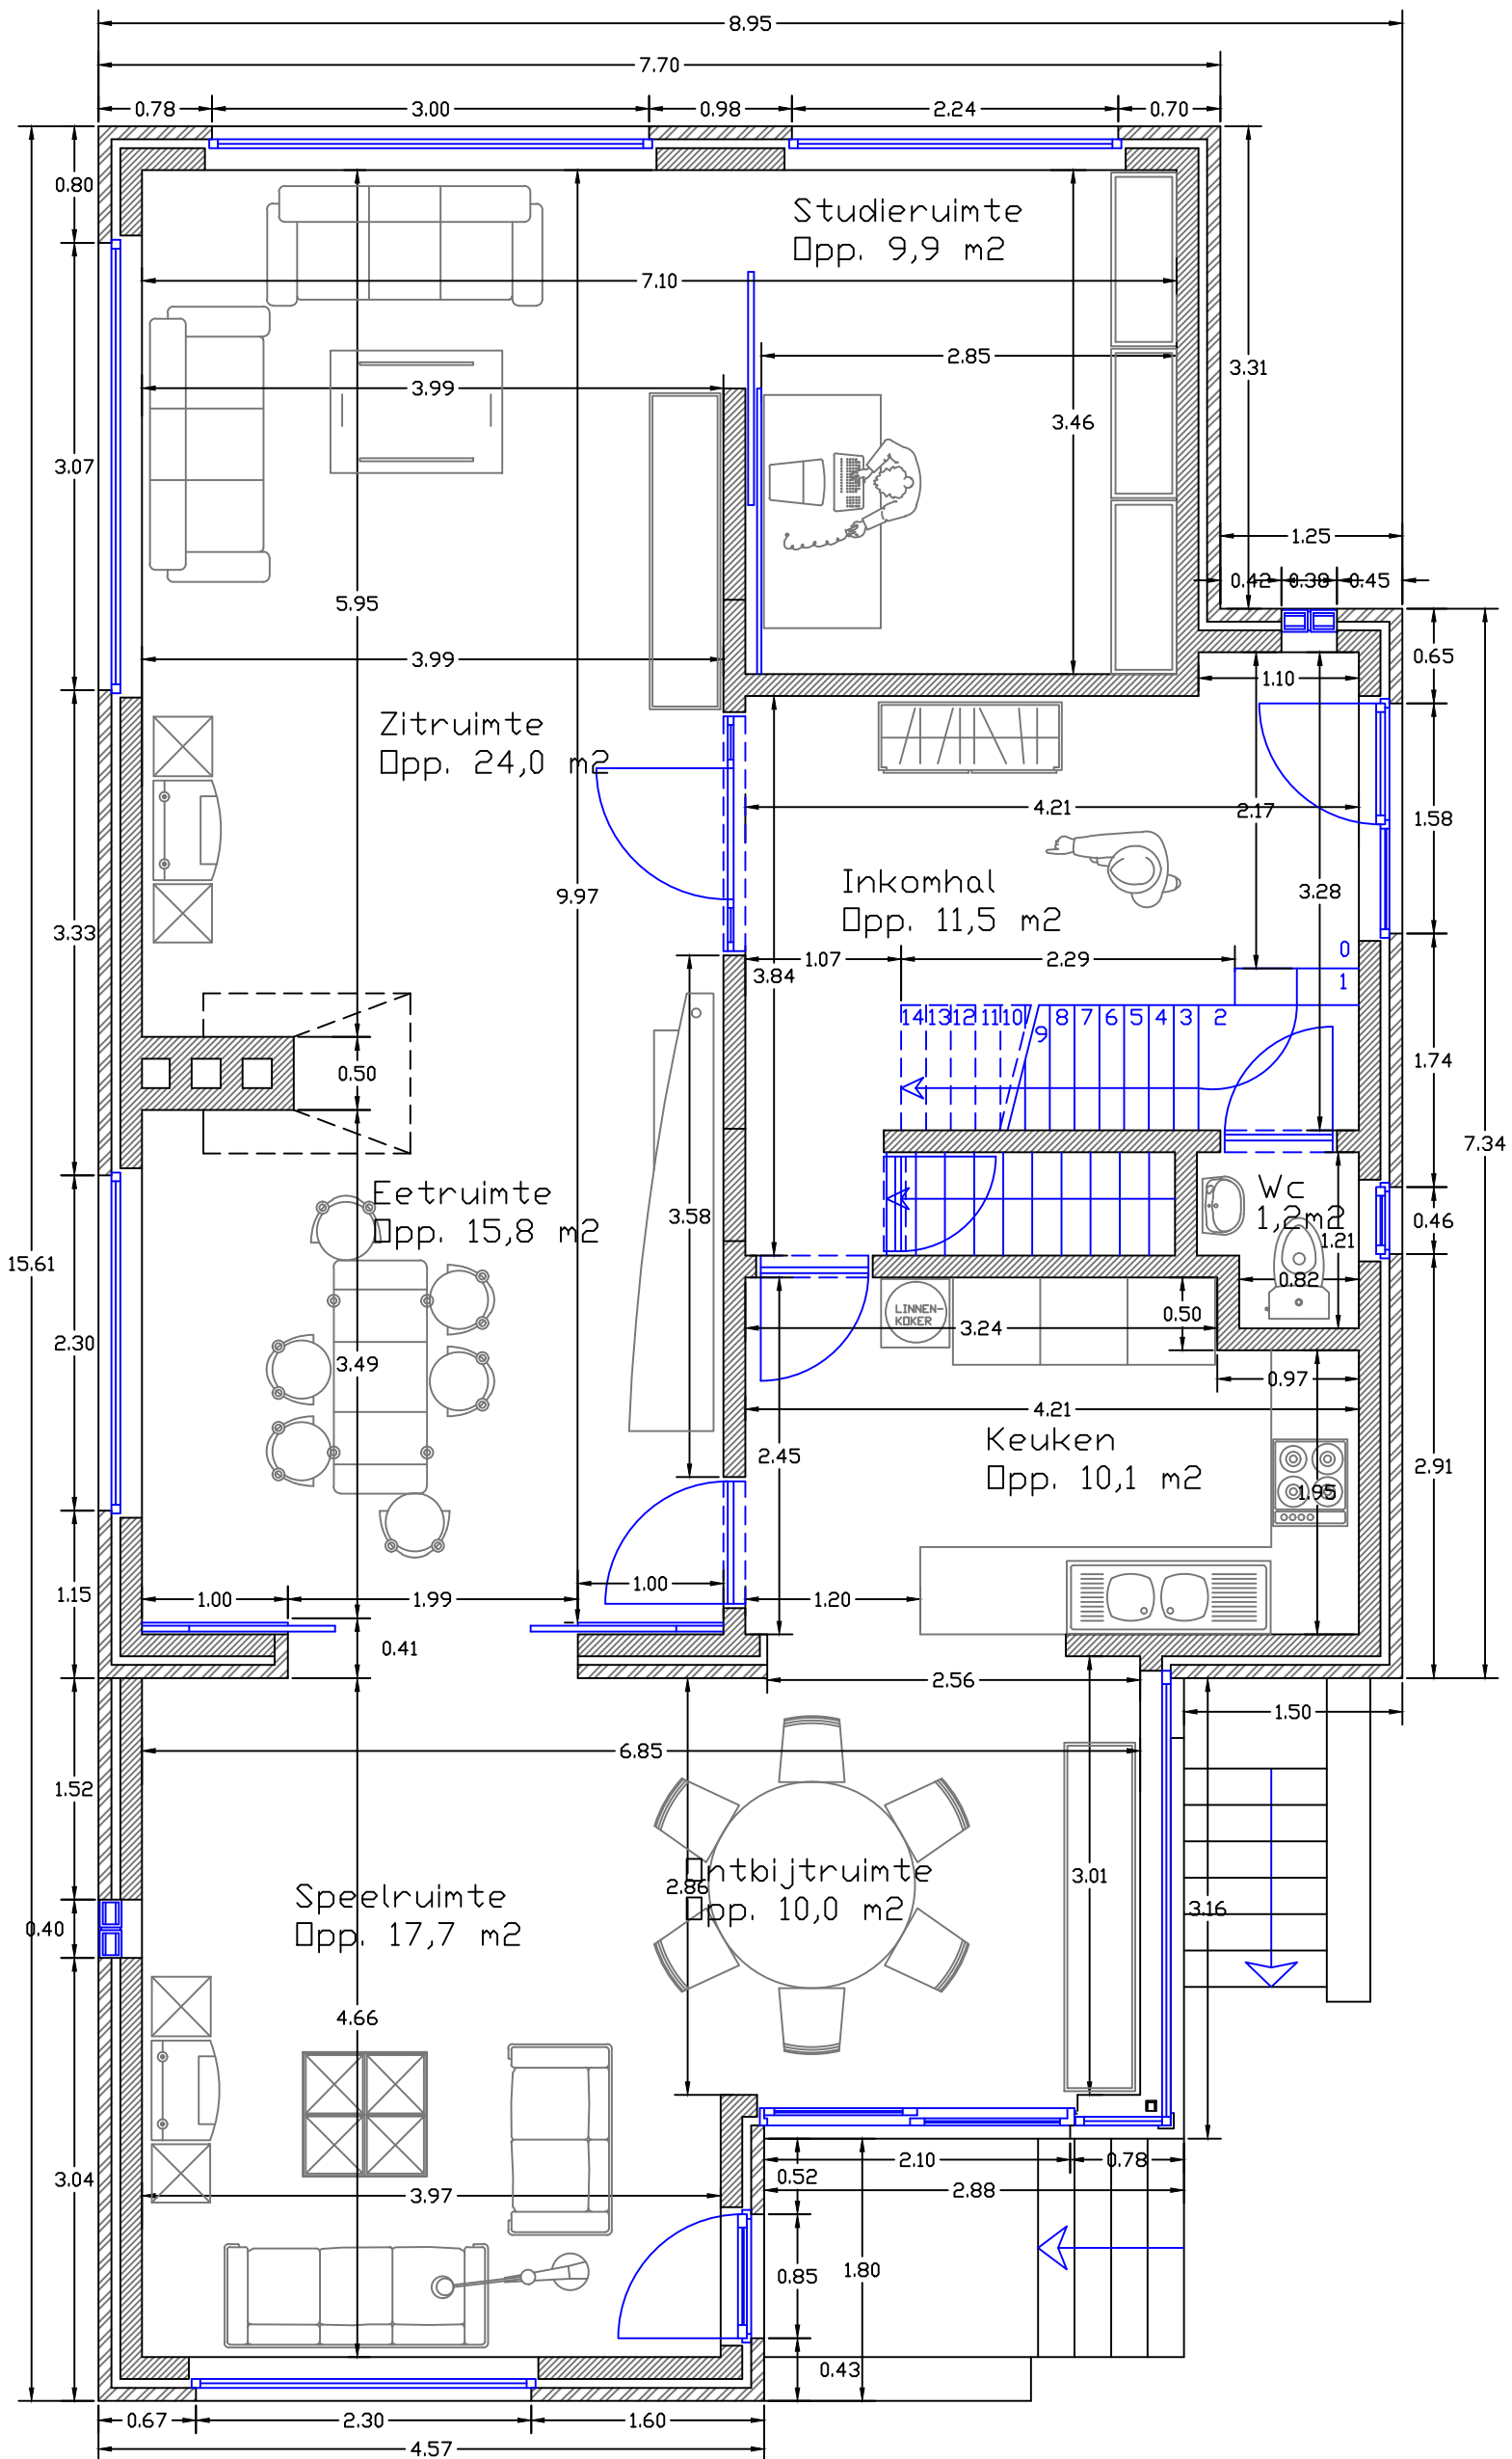 8.95
7.70
0.78 3.00 0.98 2.24 0.70
0.80
Studieruimte
Opp. 9,9 m2
7.10
2.85
3.31
3.99
3.46
3.07
1.25
0.42 0.38 0.45
5.95
3.99
0.65
1.10
Zitruimte
Opp. 24,0 m2
4.21
2.17
1.58
Inkomhal
Opp. 11,5 m2
9.97
3.28
3.33
0
1.07 2.29
3.84
1
14 13 12 11 10 9 8 7 6 5 4 3 2
0.50
1.74
7.34
Eetruimte
Opp. 15,8 m2
Wc
1,2m2
3.58
0.46
1.21
15.61
0.82
LINNEN-
KOKER
0.50
3.24
2.30
3.49
0.97
4.21
Keuken
Opp. 10,1 m2
2.45
2.91
1.95
1.15
1.00 1.99 1.00 1.20
0.41
2.56
1.50
6.85
1.52
Ontbijtruimte
Opp. 10,0 m2
2.86
3.01
Speelruimte
Opp. 17,7 m2
3.16
0.40
4.66
2.10 0.78
0.52
3.04
2.88
3.97
0.85
1.80
0.43
0.67 2.30 1.60
4.57